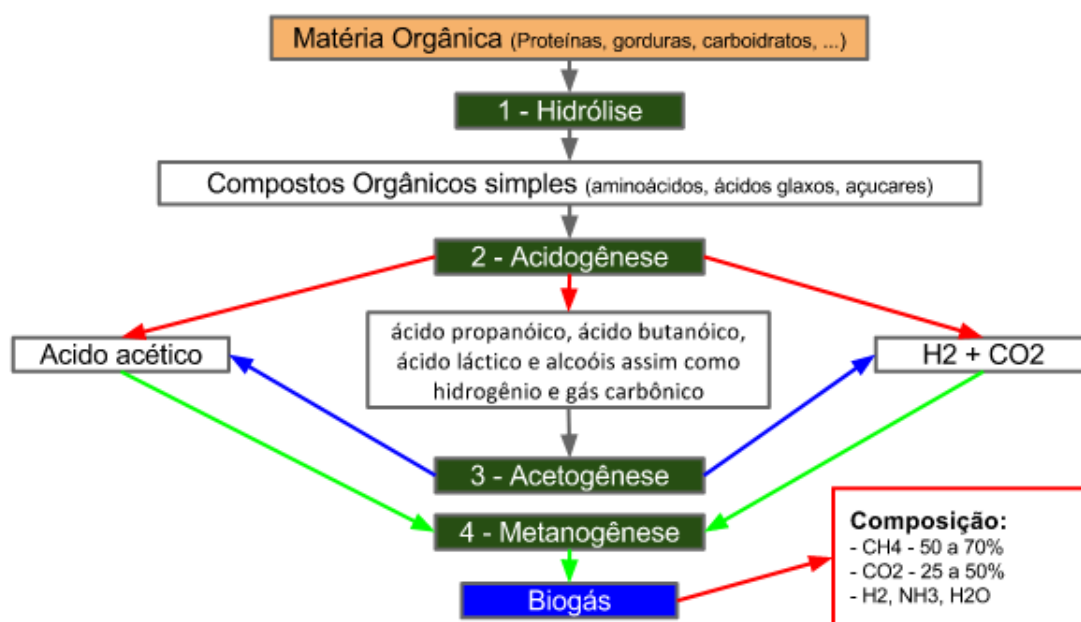 Matéria Orgânica (Proteínas, gorduras, carboidratos, ...)
1 - Hidrólise
Compostos Orgânicos simples (aminoácidos, ácidos glaxos, açucares)
2 - Acidogênese
Acido acético
ácido propanóico, ácido butanóico,
ácido láctico e alcoóis assim como
hidrogênio e gás carbônico
H2 + CO2
3 - Acetogênese
4 - Metanogênese
Biogás
Composição:
- CH4 - 50 a 70%
- CO2 - 25 a 50%
- H2, NH3, H2O